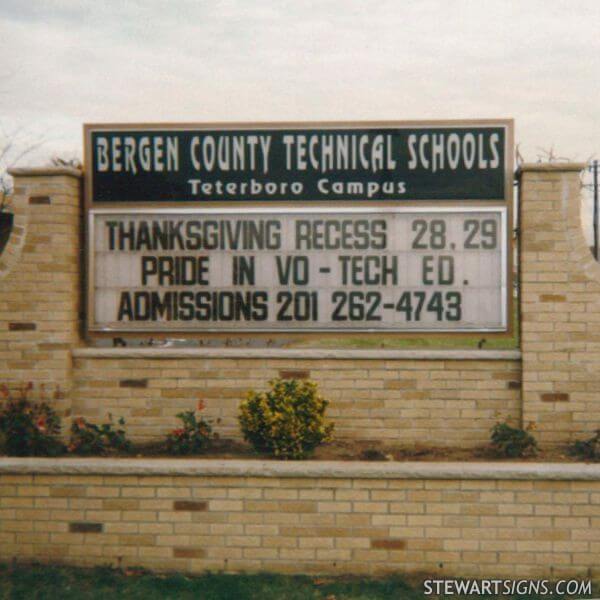 BERGEN COUNTY TECHNICAL SCHOOLS
Teterboro Campus
THANKSGIVING RECESS 28.29
PRIDE IN VO-TECH ED.
ADMISSIONS 201 262-4743
STEWARTSIGNS.COM